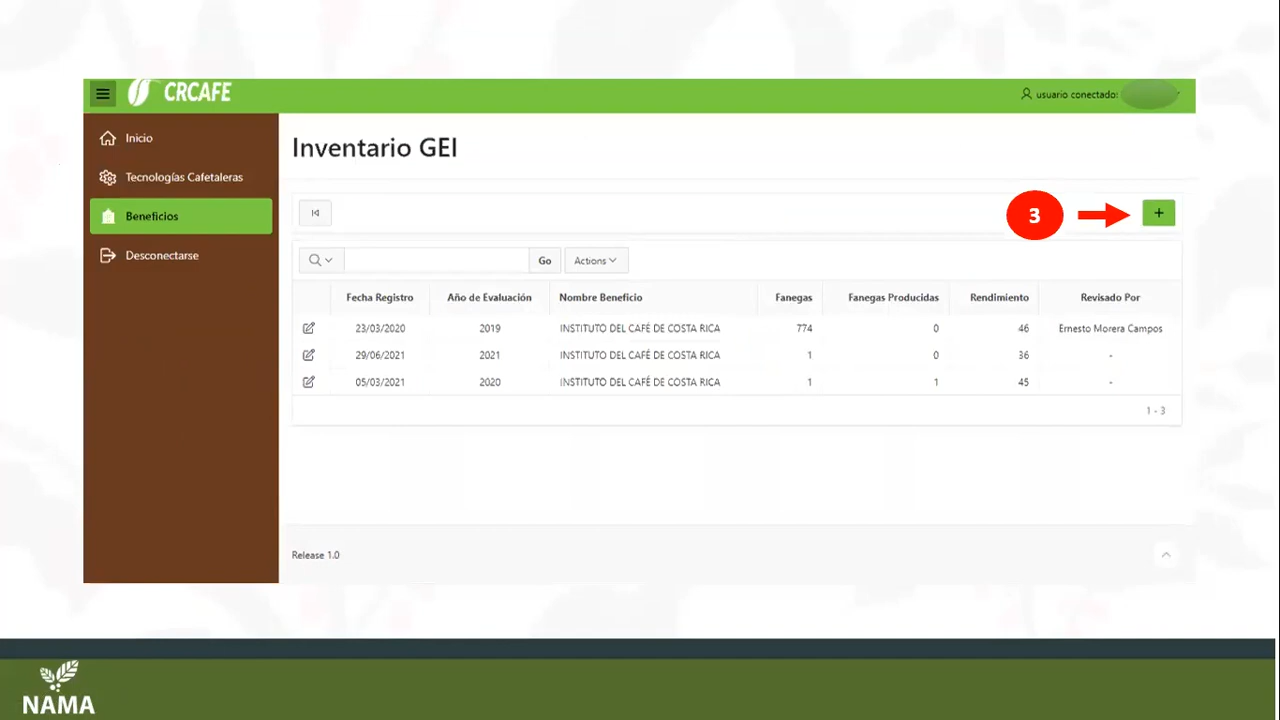 CRCAFE
usuario conectado:
Inicio
Tecnologías Cafetaleras
Beneficios
Desconectarse
Inventario GEI
3
+
Go
Actions
Fecha Registro Año de Evaluación Nombre Beneficio Fanegas Fanegas Producidas Rendimiento Revisado Por
23/03/2020 2019 INSTITUTO DEL CAFÉ DE COSTA RICA 774 0 46 Ernesto Morera Campos
29/06/2021 2021 INSTITUTO DEL CAFÉ DE COSTA RICA 1 0 36 -
05/03/2021 2020 INSTITUTO DEL CAFÉ DE COSTA RICA 1 1 45 -
1 - 3
Release 1.0
NAMA